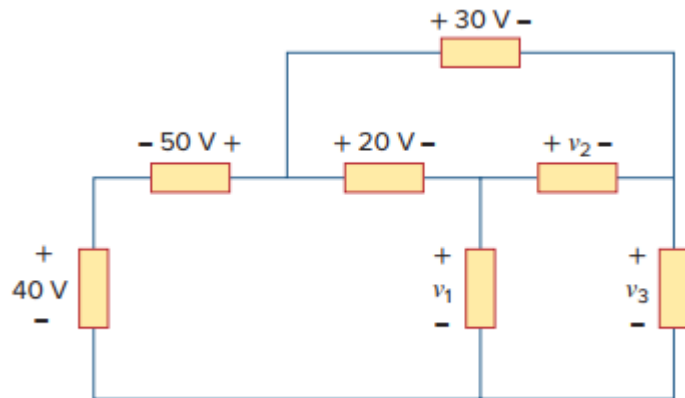 + 30 V –
– 50 V +
+ 20 V –
+ v₂ –
+
40 V
–
+
v₁
–
+
v₃
–